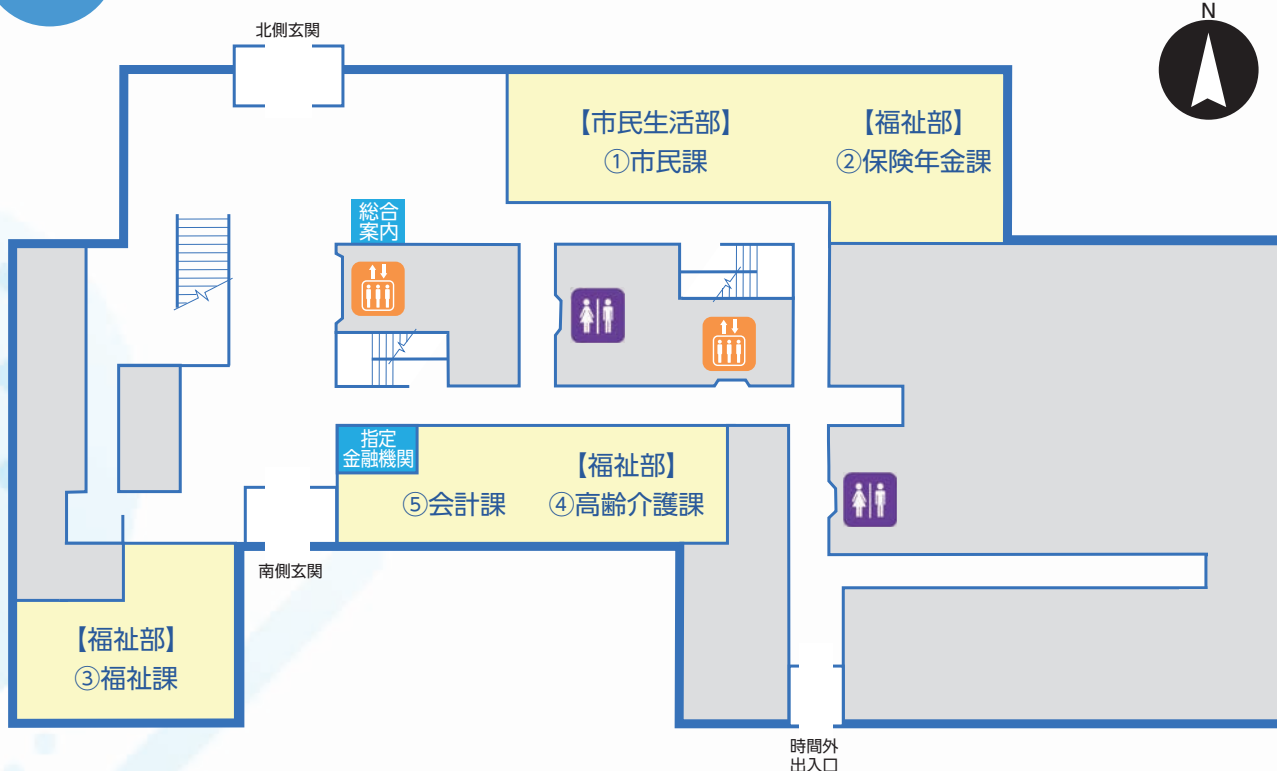 N
北側玄関
【市民生活部】
①市民課
【福祉部】
②保険年金課
総合
案内
指定
金融機関
⑤会計課
【福祉部】
④高齢介護課
南側玄関
【福祉部】
③福祉課
時間外
出入口